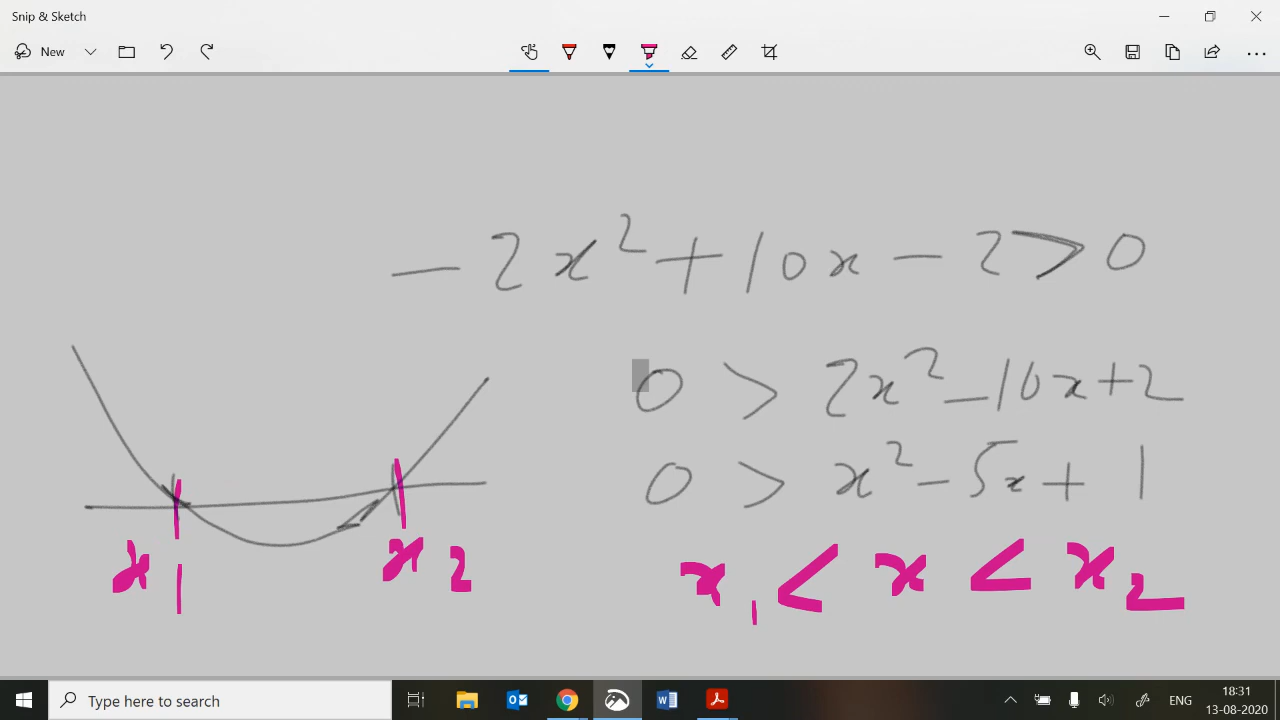 Snip & Sketch
New
-2x²+10x-2>0
0 > 2x²-10x+2
0 > x²-5x+1
x₁ x₂
x₁ < x < x₂
Type here to search
ENG
18:31
13-08-2020